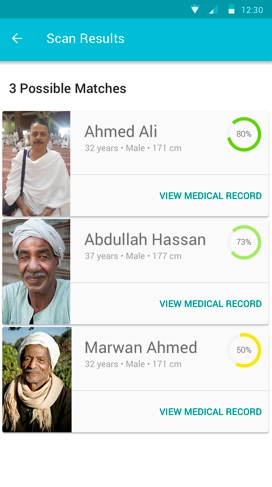 12.30
Scan Results
3 Possible Matches
Ahmed Ali
32 years • Male • 171 cm
80%
VIEW MEDICAL RECORD
Abdullah Hassan
37 years • Male • 177 cm
73%
VIEW MEDICAL RECORD
Marwan Ahmed
32 years • Male • 171 cm
50%
VIEW MEDICAL RECORD